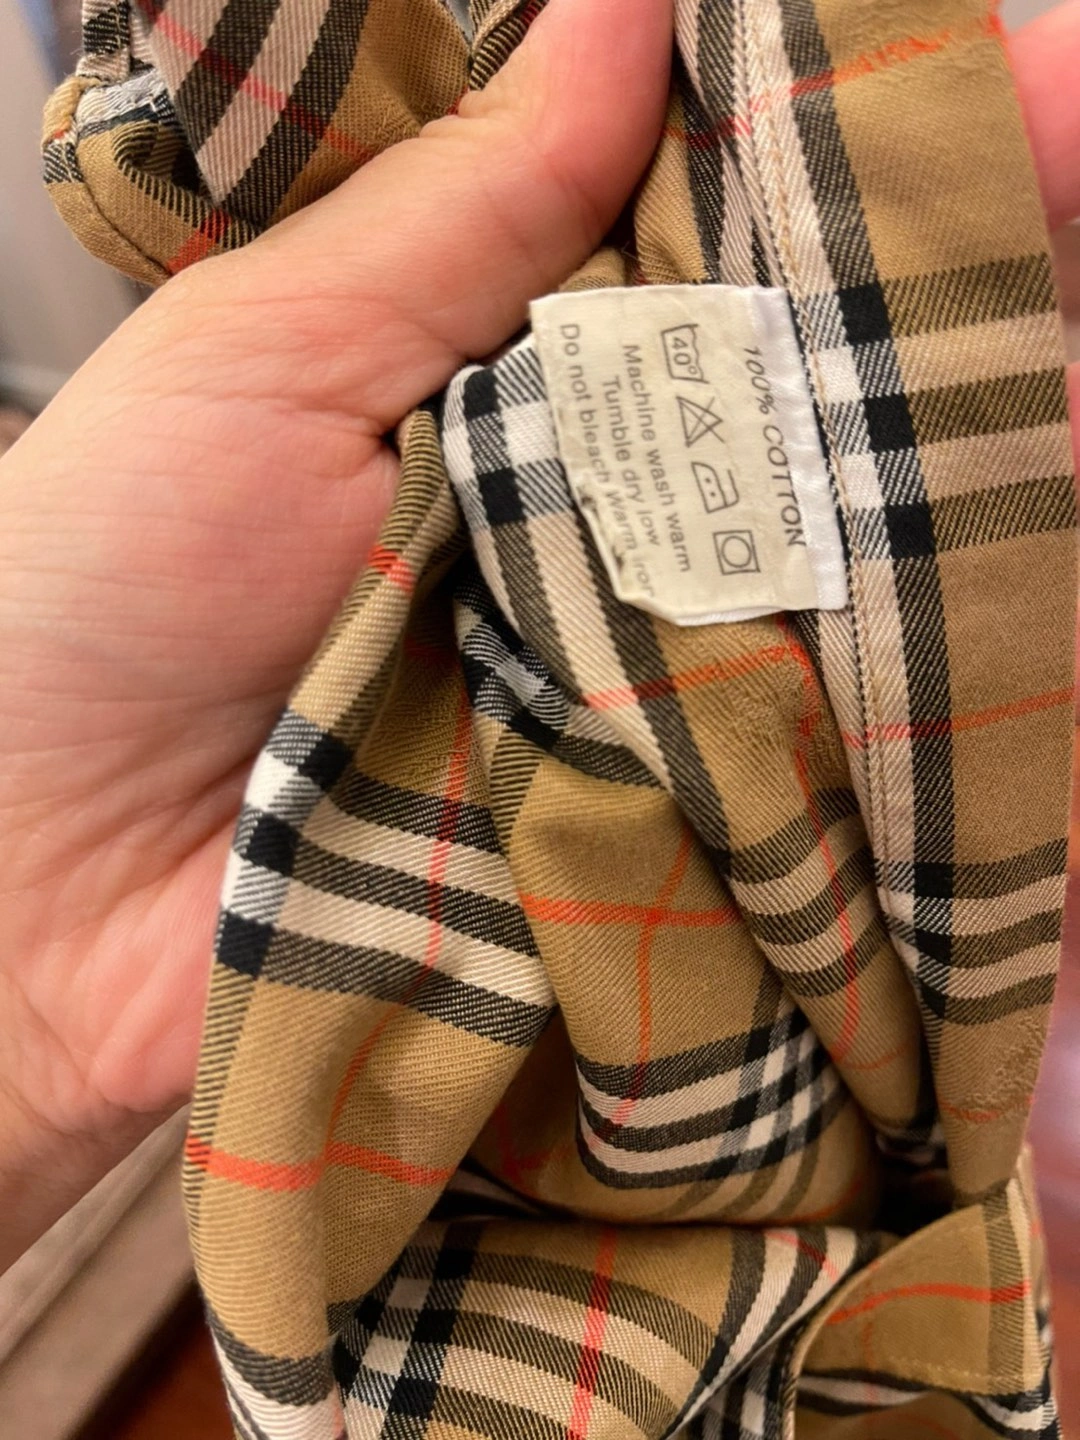 100% COTTON
40°
Machine wash warm
Tumble dry low
Do not bleach Warm iron